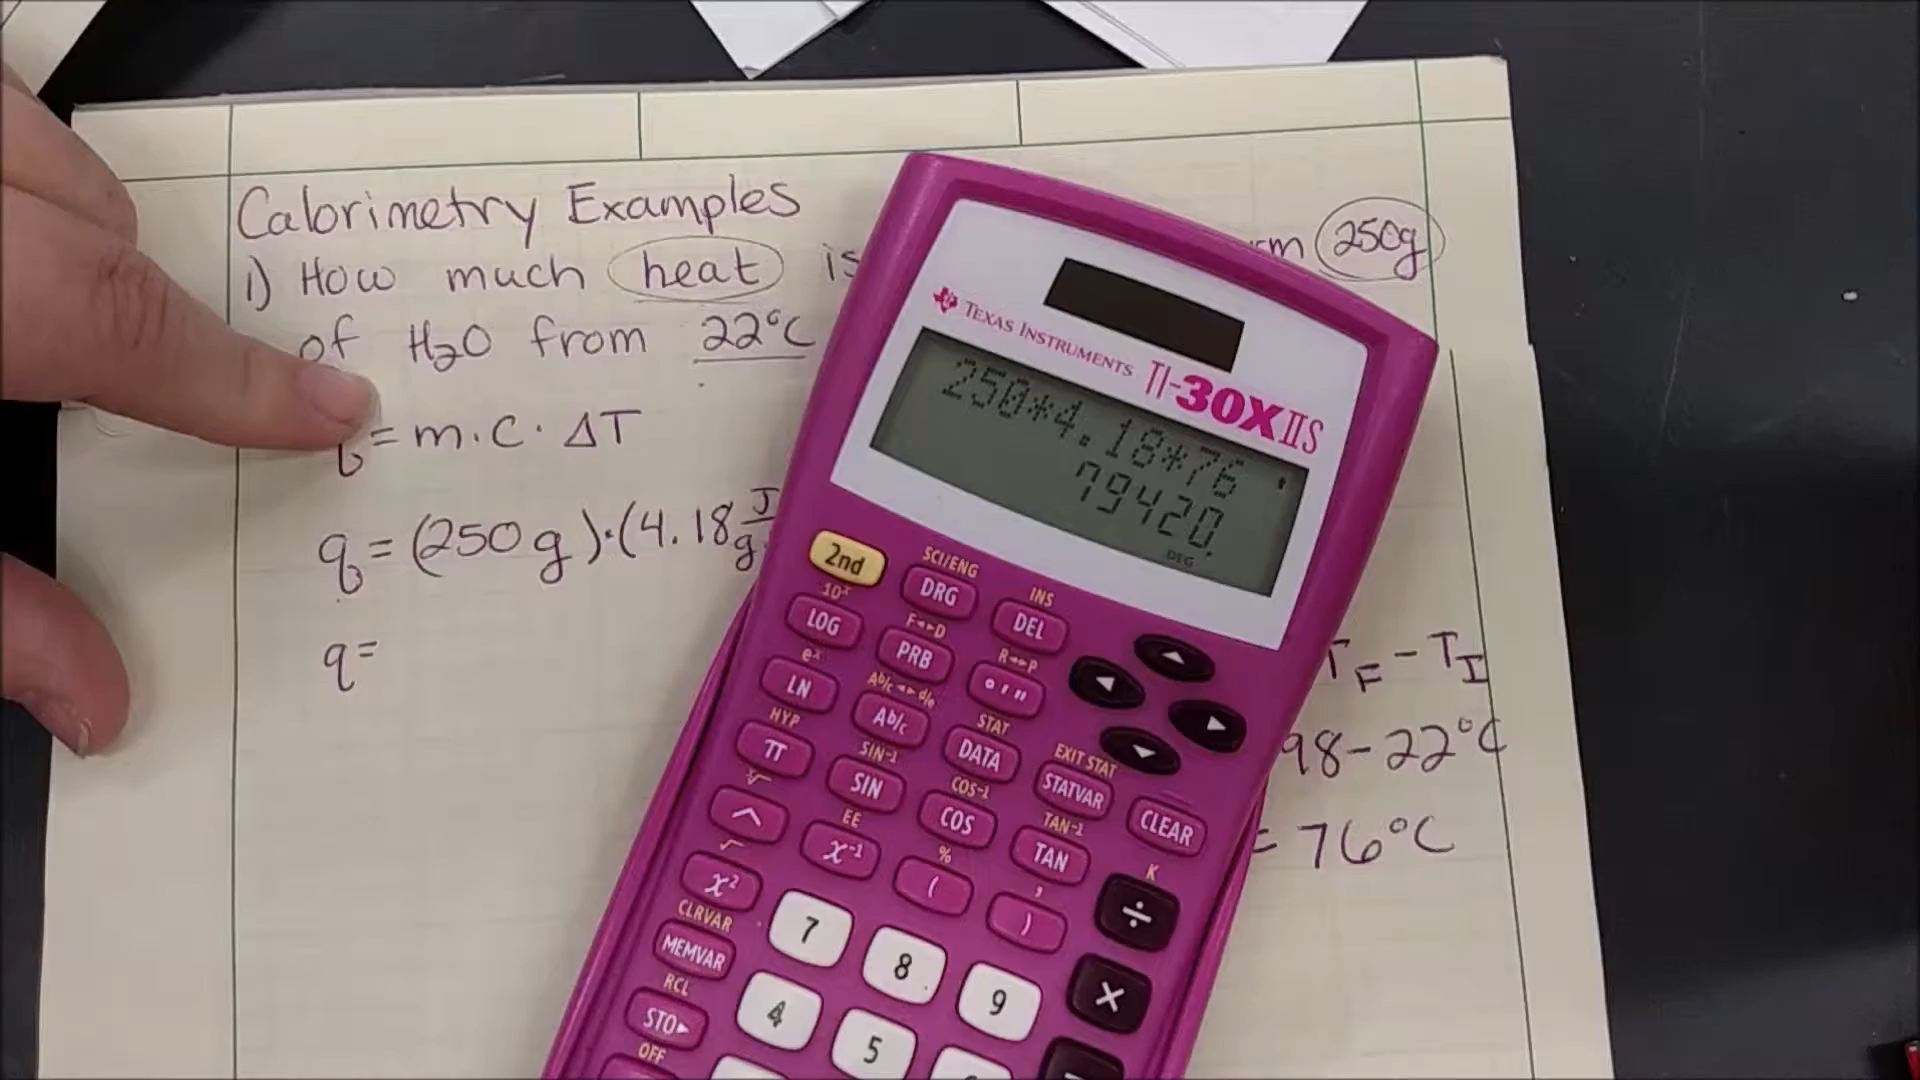 Calorimetry Examples
1) How much heat is 250g
of H2O from 22°C
q = m·C·ΔT
q = (250g)·(4.18 J/g
q =
TF - TI
98-22°C
= 76°C
TEXAS INSTRUMENTS TI-30X IIS
250*4.18*76
79420.
DEG
SCI/ENG INS
2nd DRG DEL
10ˣ F◄►D R◄►P
LOG PRB ° ' "
eˣ Ab/c◄►d/e STAT
LN Ab/c DATA
HYP SIN-1 EXIT STAT
π SIN STATVAR
ˣ√ COS-1
^ COS CLEAR
EE TAN-1
x-1 TAN
√ % , K
x² ( ) ÷
CLRVAR
MEMVAR 7 8 9 ×
RCL
STO► 4 5
OFF